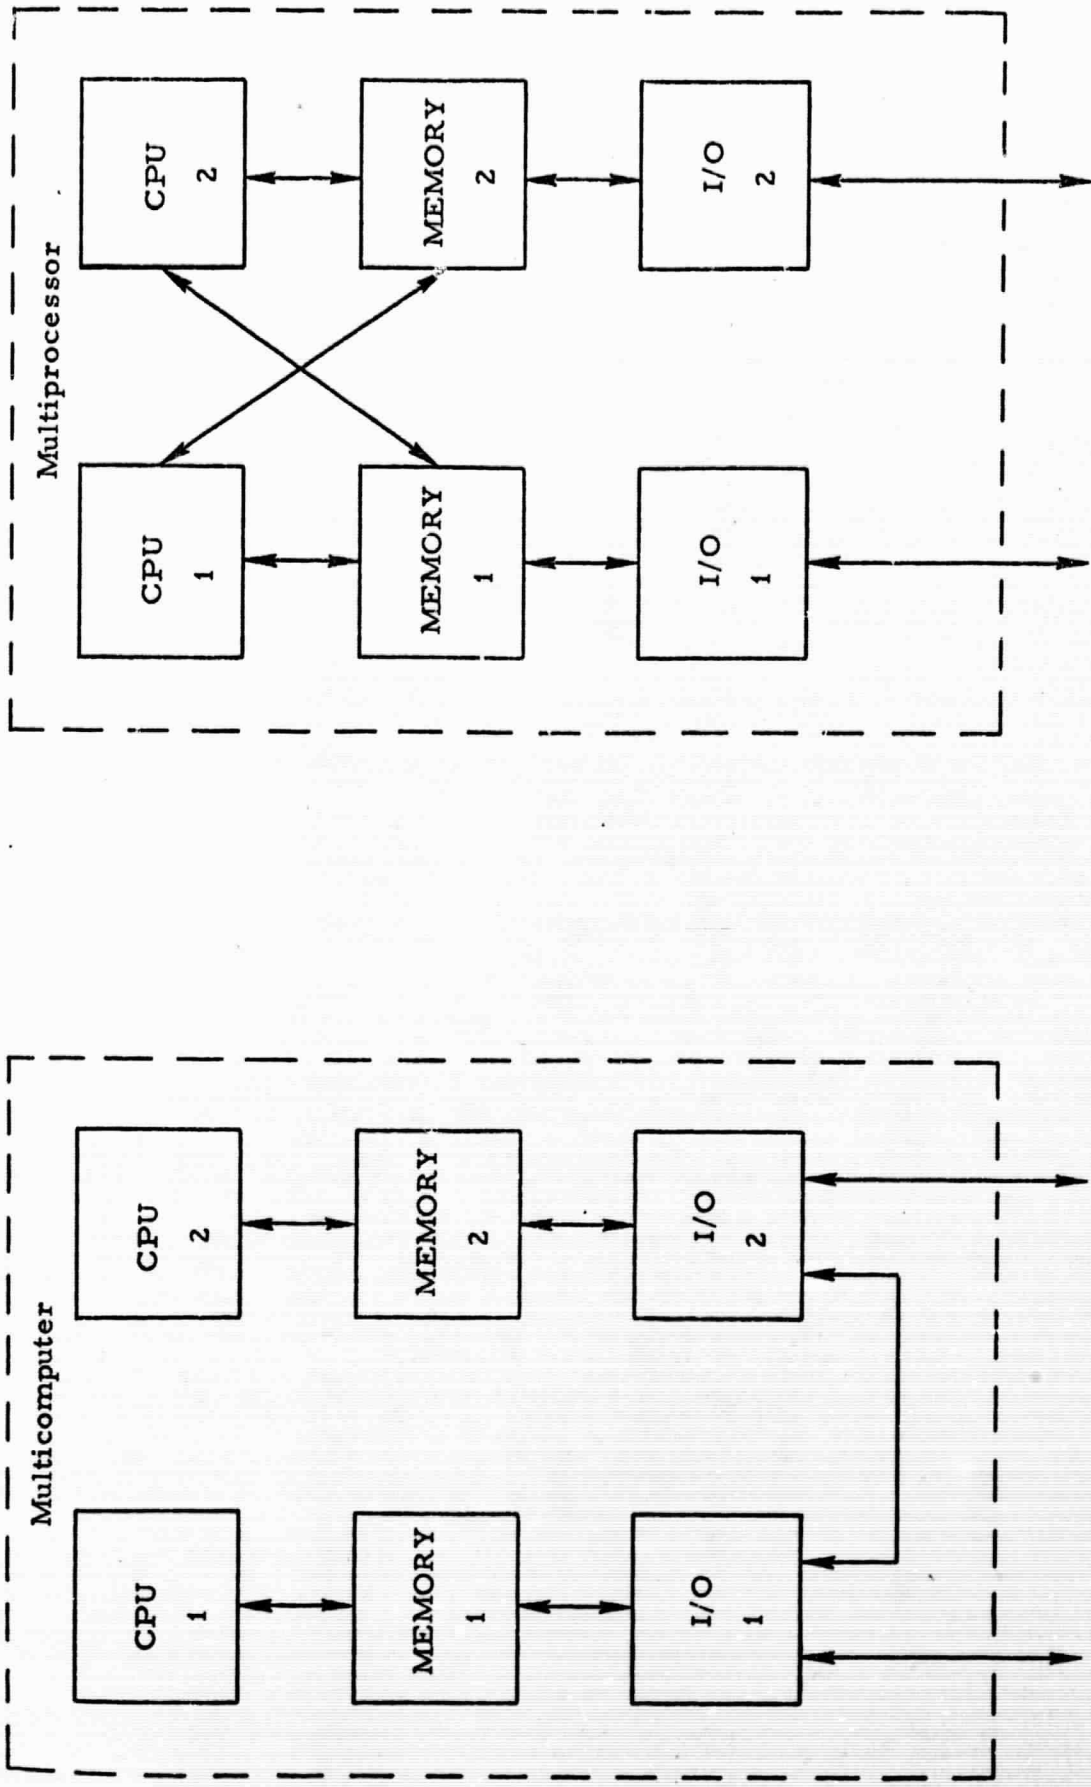 Multicomputer
CPU
1
CPU
2
MEMORY
1
MEMORY
2
I/O
1
I/O
2
Multiprocessor
CPU
1
CPU
2
MEMORY
1
MEMORY
2
I/O
1
I/O
2